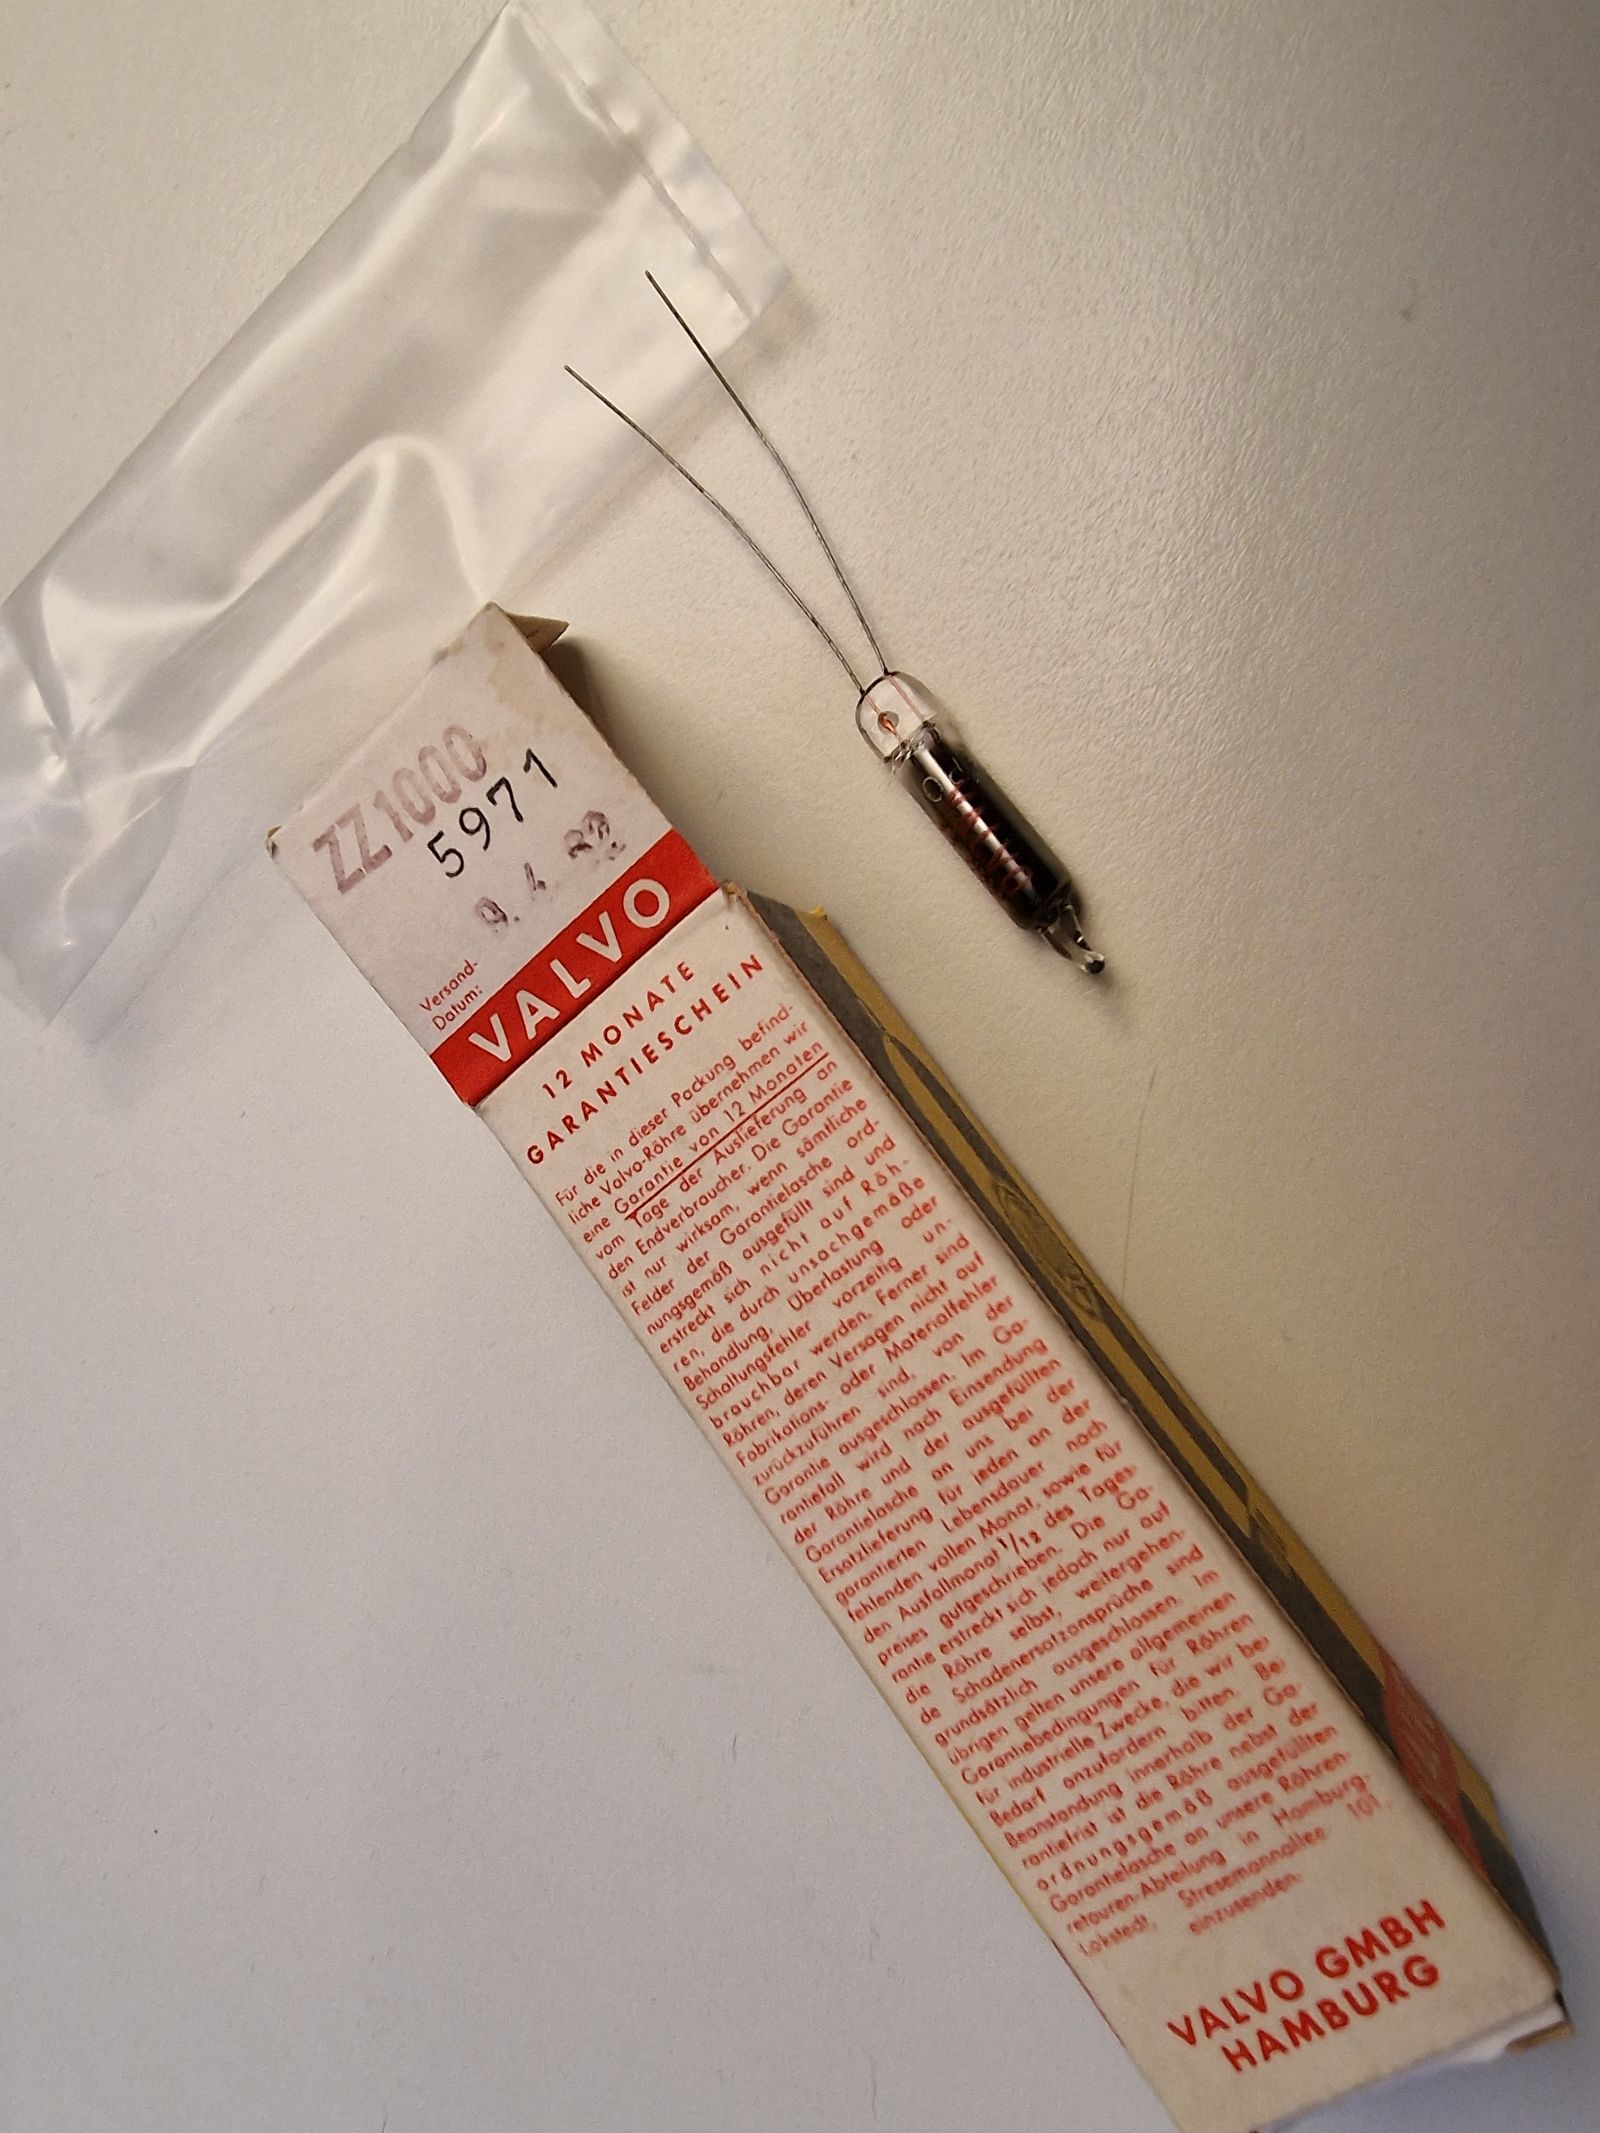 ZZ1000
5971
9. 4.
Versand-
Datum:
VALVO
12 MONATE
GARANTIESCHEIN
Für die in dieser Packung befind-
liche Valvo-Röhre übernehmen wir
eine Garantie von 12 Monaten
vom Tage der Auslieferung an
den Endverbraucher. Die Garantie
ist nur wirksam, wenn sämtliche
Felder der Garantielasche ord-
nungsgemäß ausgefüllt sind und
erstreckt sich nicht auf Röh-
ren, die durch unsachgemäße
Behandlung, Überlastung oder
Schaltungsfehler vorzeitig un-
brauchbar werden. Ferner sind
Röhren, deren Versagen nicht auf
Fabrikations- oder Materialfehler
zurückzuführen sind, von der
Garantie ausgeschlossen. Im Ga-
rantiefall wird nach Einsendung
der Röhre und der ausgefüllten
Garantielasche an uns bei der
Ersatzlieferung für jeden an der
garantierten Lebensdauer noch
fehlenden vollen Monat, sowie für
den Ausfallmonat 1/12 des Tages-
preises gutgeschrieben. Die Ga-
rantie erstreckt sich jedoch nur auf
die Röhre selbst, weitergehen-
de Schadenersatzansprüche sind
grundsätzlich ausgeschlossen. Im
übrigen gelten unsere allgemeinen
Garantiebedingungen für Röhren
für industrielle Zwecke, die wir bei
Bedarf anzufordern bitten. Bei
Beanstandung innerhalb der Ga-
rantiefrist ist die Röhre nebst der
ordnungsgemäß ausgefüllten
Garantielasche an unsere Röhren-
retouren-Abteilung in Hamburg-
Lokstedt, Stresemannallee 101,
einzusenden.
VALVO GMBH
HAMBURG